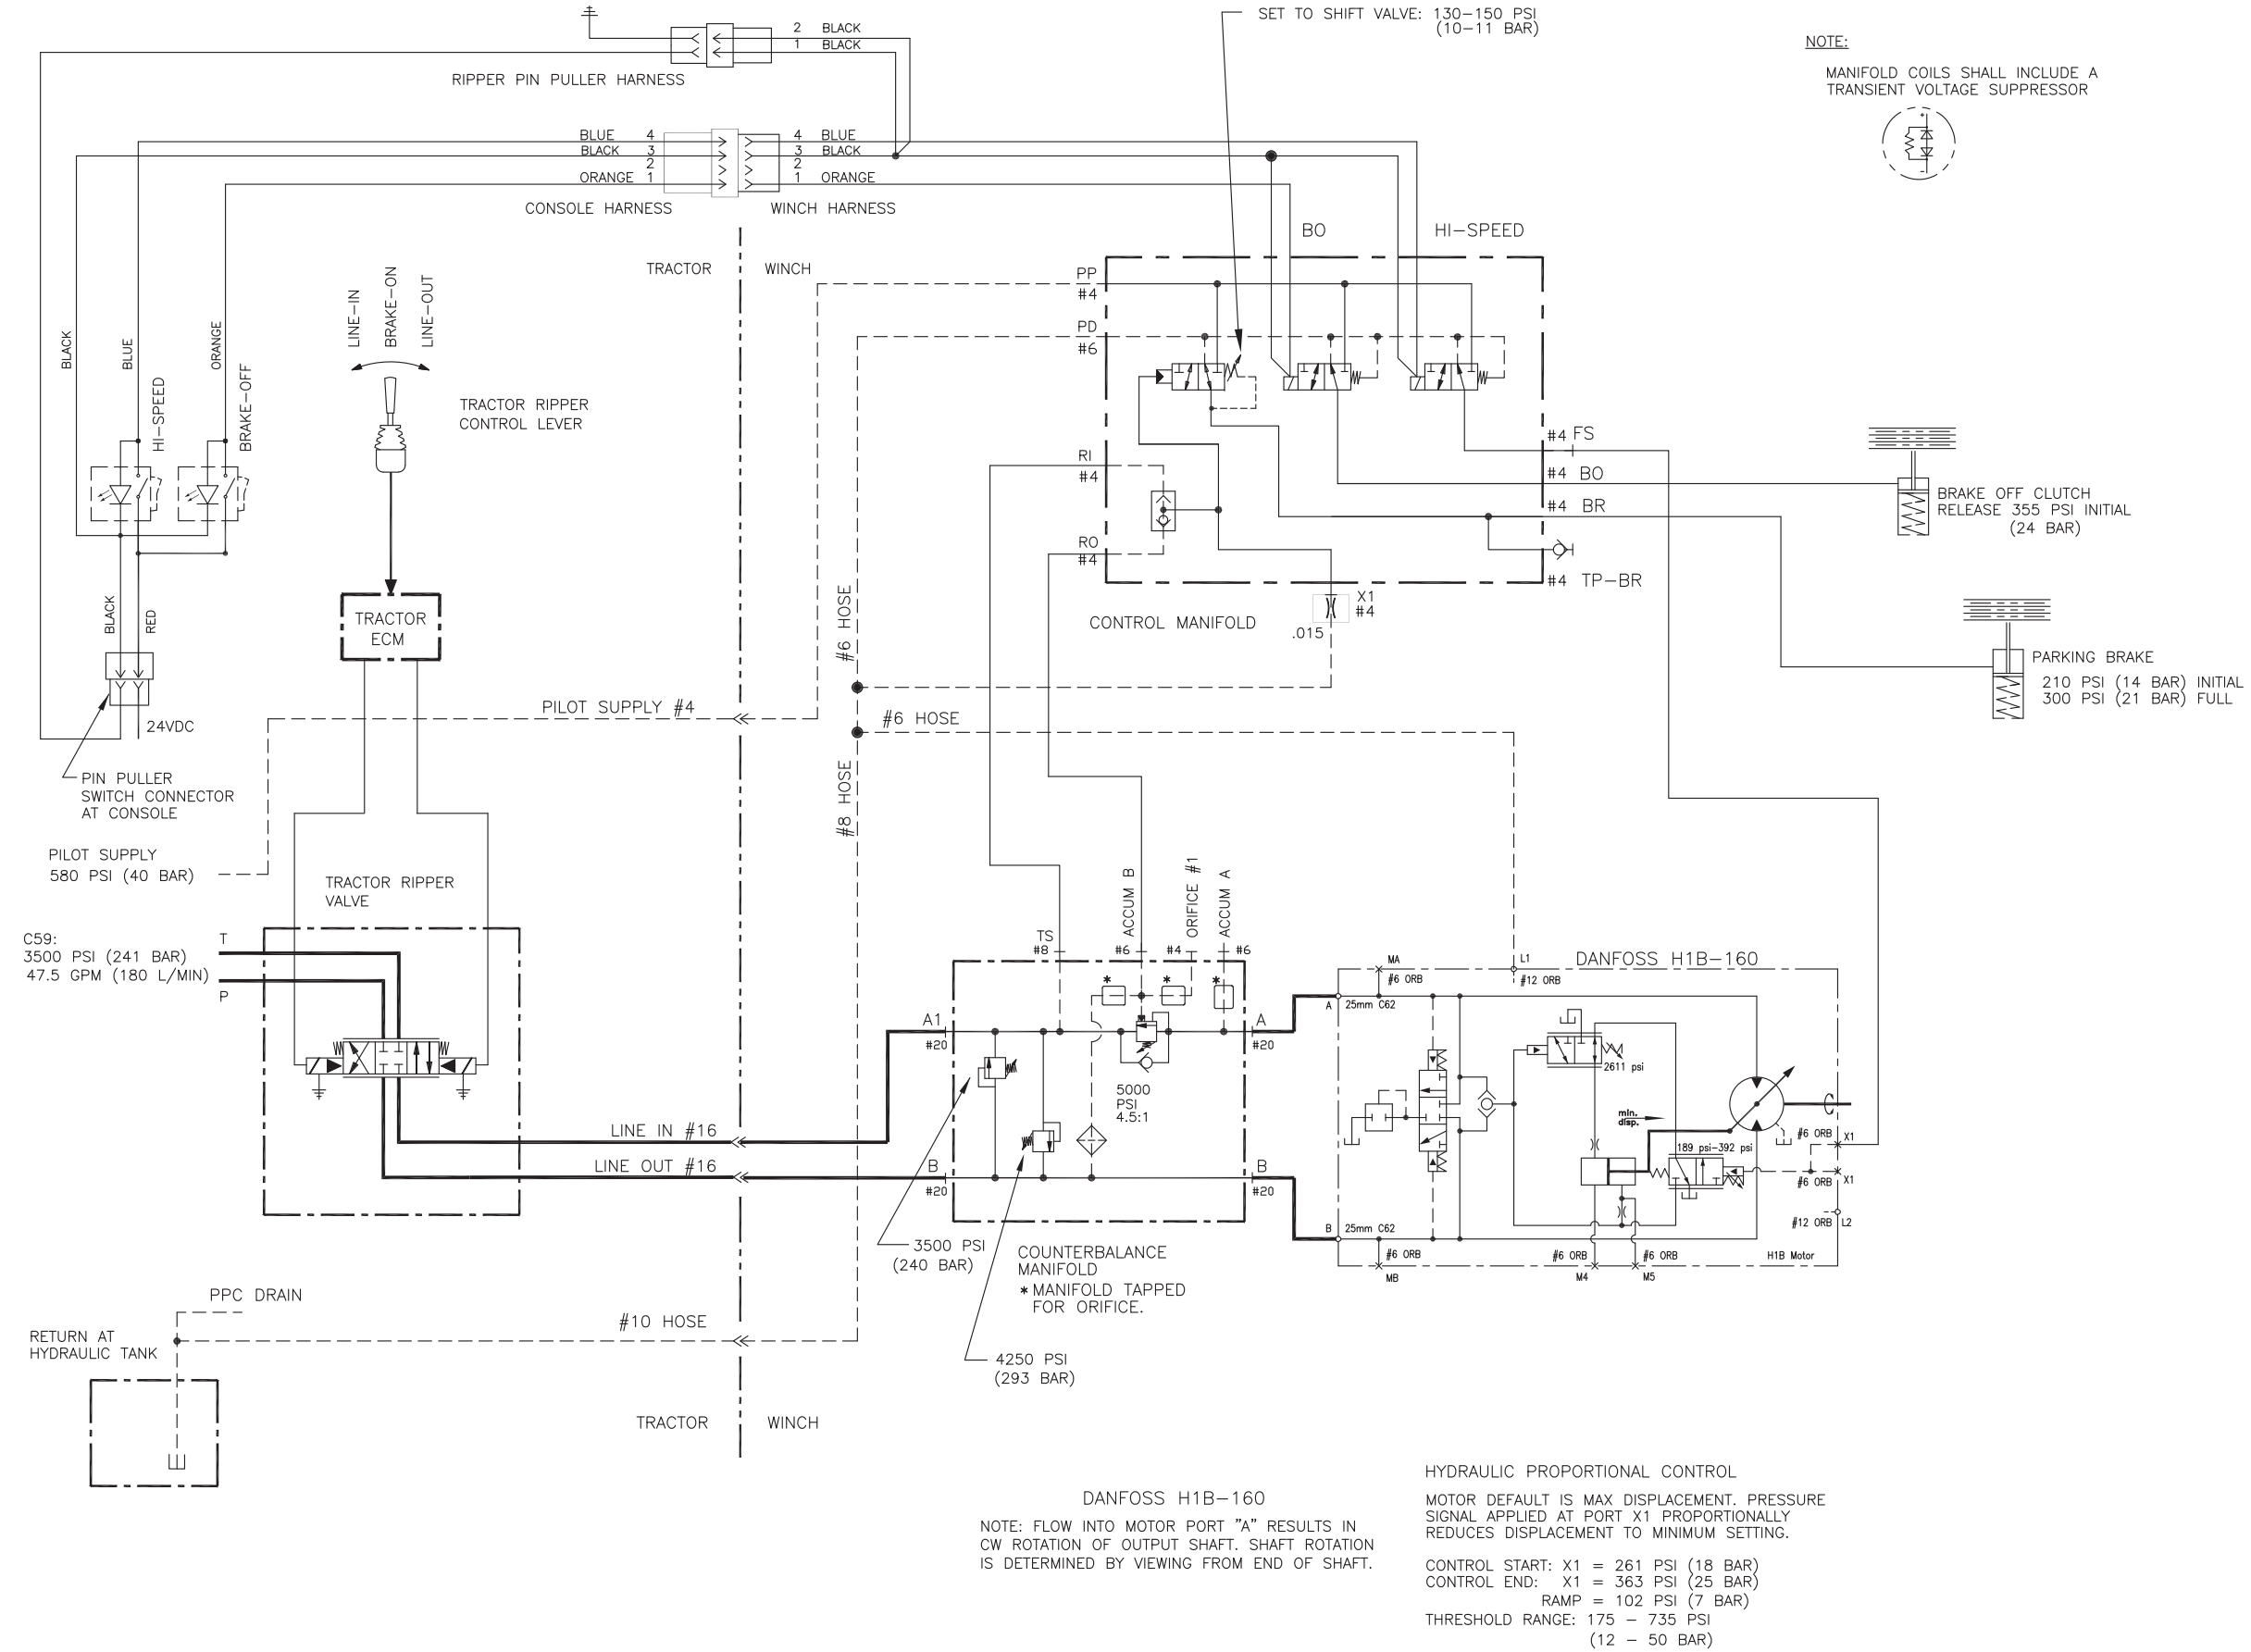 SET TO SHIFT VALVE: 130-150 PSI
(10-11 BAR)
NOTE:
MANIFOLD COILS SHALL INCLUDE A
TRANSIENT VOLTAGE SUPPRESSOR
+
-
2 BLACK
1 BLACK
RIPPER PIN PULLER HARNESS
BLUE 4
BLACK 3
2
ORANGE 1
4 BLUE
3 BLACK
2
1 ORANGE
CONSOLE HARNESS
WINCH HARNESS
TRACTOR
WINCH
BO
HI-SPEED
PP
#4
PD
#6
RI
#4
RO
#4
#4 FS
#4 BO
#4 BR
#4 TP-BR
X1
#4
.015
CONTROL MANIFOLD
BRAKE OFF CLUTCH
RELEASE 355 PSI INITIAL
(24 BAR)
PARKING BRAKE
210 PSI (14 BAR) INITIAL
300 PSI (21 BAR) FULL
BLACK
BLUE
ORANGE
HI-SPEED
BRAKE-OFF
LINE-IN
BRAKE-ON
LINE-OUT
TRACTOR RIPPER
CONTROL LEVER
BLACK
RED
TRACTOR
ECM
24VDC
PIN PULLER
SWITCH CONNECTOR
AT CONSOLE
PILOT SUPPLY #4
#6 HOSE
#6 HOSE
#8 HOSE
PILOT SUPPLY
580 PSI (40 BAR)
TRACTOR RIPPER
VALVE
C59:
3500 PSI (241 BAR)
47.5 GPM (180 L/MIN)
T
P
LINE IN #16
LINE OUT #16
TS
#8
ACCUM B
#6
ORIFICE #1
#4
ACCUM A
#6
*
*
*
A1
#20
B
#20
A
#20
B
#20
5000
PSI
4.5:1
3500 PSI
(240 BAR)
4250 PSI
(293 BAR)
COUNTERBALANCE
MANIFOLD
* MANIFOLD TAPPED
FOR ORIFICE.
DANFOSS H1B-160
MA
#6 ORB
L1
#12 ORB
A
25mm C62
2611 psi
min.
disp.
189 psi-392 psi
#6 ORB X1
#6 ORB X1
#12 ORB L2
B
25mm C62
#6 ORB
MB
#6 ORB
M4
#6 ORB
M5
H1B Motor
PPC DRAIN
RETURN AT
HYDRAULIC TANK
#10 HOSE
TRACTOR
WINCH
DANFOSS H1B-160
NOTE: FLOW INTO MOTOR PORT "A" RESULTS IN
CW ROTATION OF OUTPUT SHAFT. SHAFT ROTATION
IS DETERMINED BY VIEWING FROM END OF SHAFT.
HYDRAULIC PROPORTIONAL CONTROL
MOTOR DEFAULT IS MAX DISPLACEMENT. PRESSURE
SIGNAL APPLIED AT PORT X1 PROPORTIONALLY
REDUCES DISPLACEMENT TO MINIMUM SETTING.
CONTROL START: X1 = 261 PSI (18 BAR)
CONTROL END: X1 = 363 PSI (25 BAR)
RAMP = 102 PSI (7 BAR)
THRESHOLD RANGE: 175 - 735 PSI
(12 - 50 BAR)